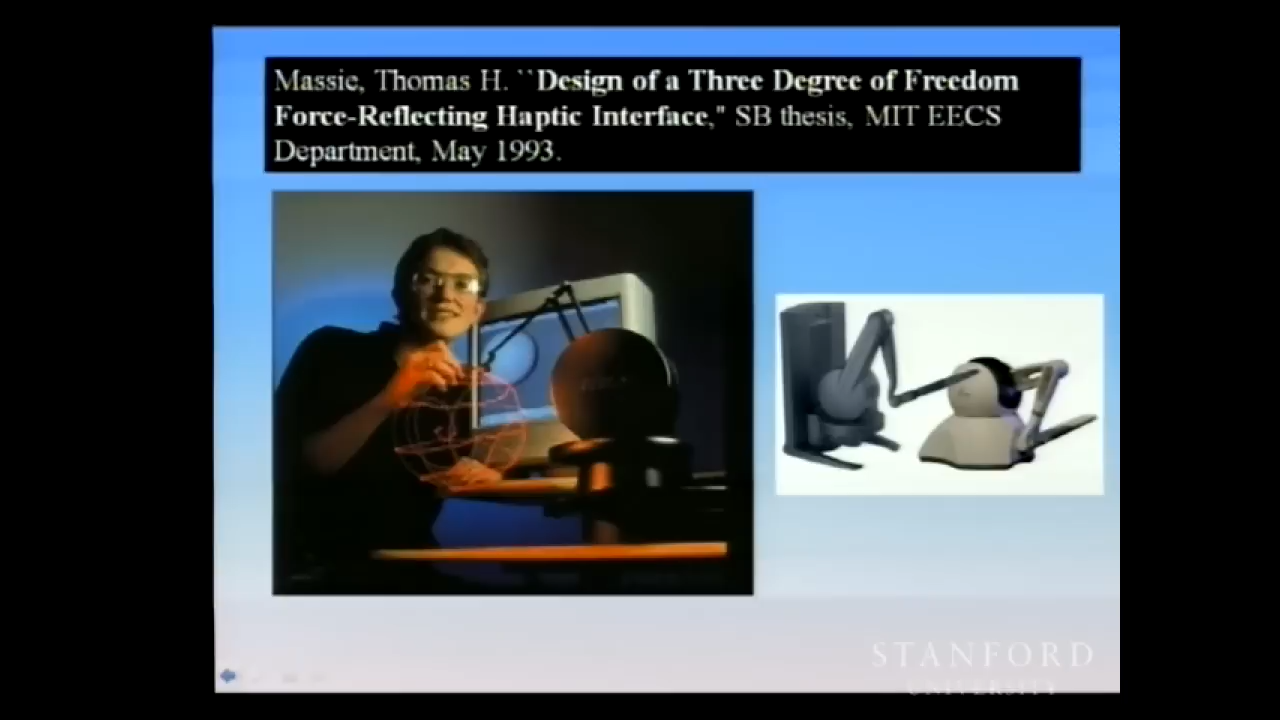 Massie, Thomas H. ``Design of a Three Degree of Freedom
Force-Reflecting Haptic Interface," SB thesis, MIT EECS
Department, May 1993.
STANFORD
UNIVERSITY